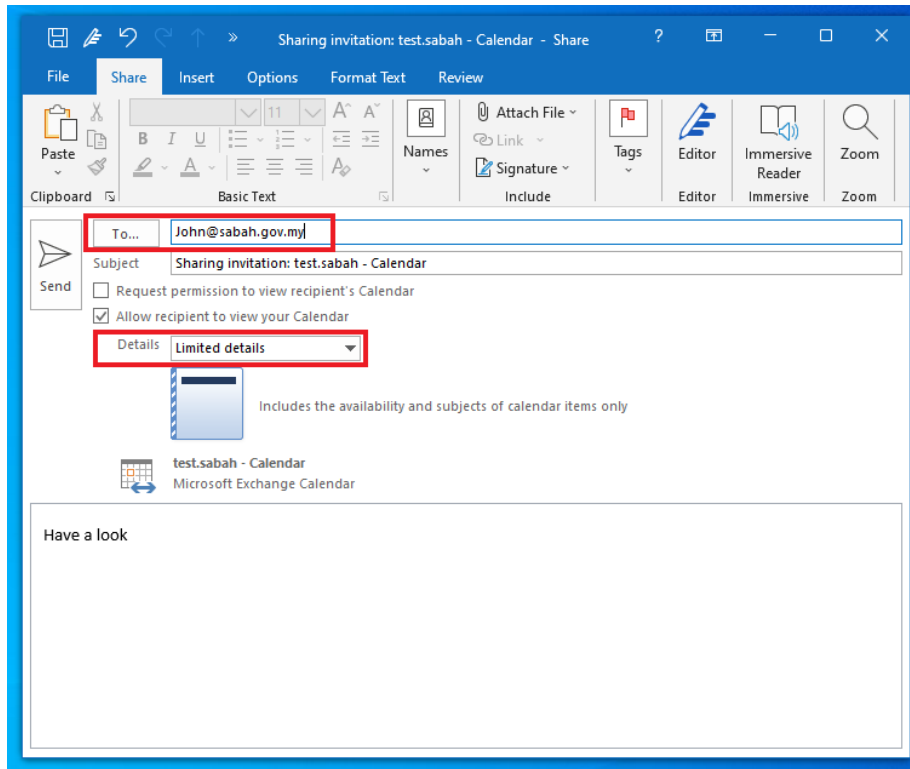 Sharing invitation: test.sabah - Calendar - Share
File Share Insert Options Format Text Review
11 A A Attach File
B I U Link
Paste Names Signature Tags Editor Immersive Reader Zoom
A A
Clipboard Basic Text Include Editor Immersive Zoom
To... John@sabah.gov.my
Subject Sharing invitation: test.sabah - Calendar
Send Request permission to view recipient's Calendar
Allow recipient to view your Calendar
Details Limited details
Includes the availability and subjects of calendar items only
test.sabah - Calendar
Microsoft Exchange Calendar
Have a look